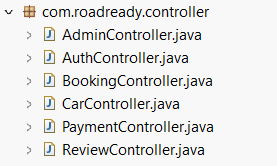 com.roadready.controller
AdminController.java
AuthController.java
BookingController.java
CarController.java
PaymentController.java
ReviewController.java